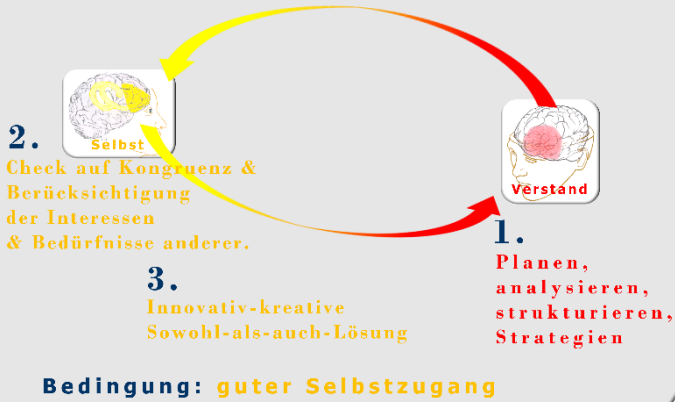 Selbst
2.
Check auf Kongruenz &
Berücksichtigung
der Interessen
& Bedürfnisse anderer.
Verstand
1.
Planen,
analysieren,
strukturieren,
Strategien
3.
Innovativ-kreative
Sowohl-als-auch-Lösung
Bedingung: guter Selbstzugang